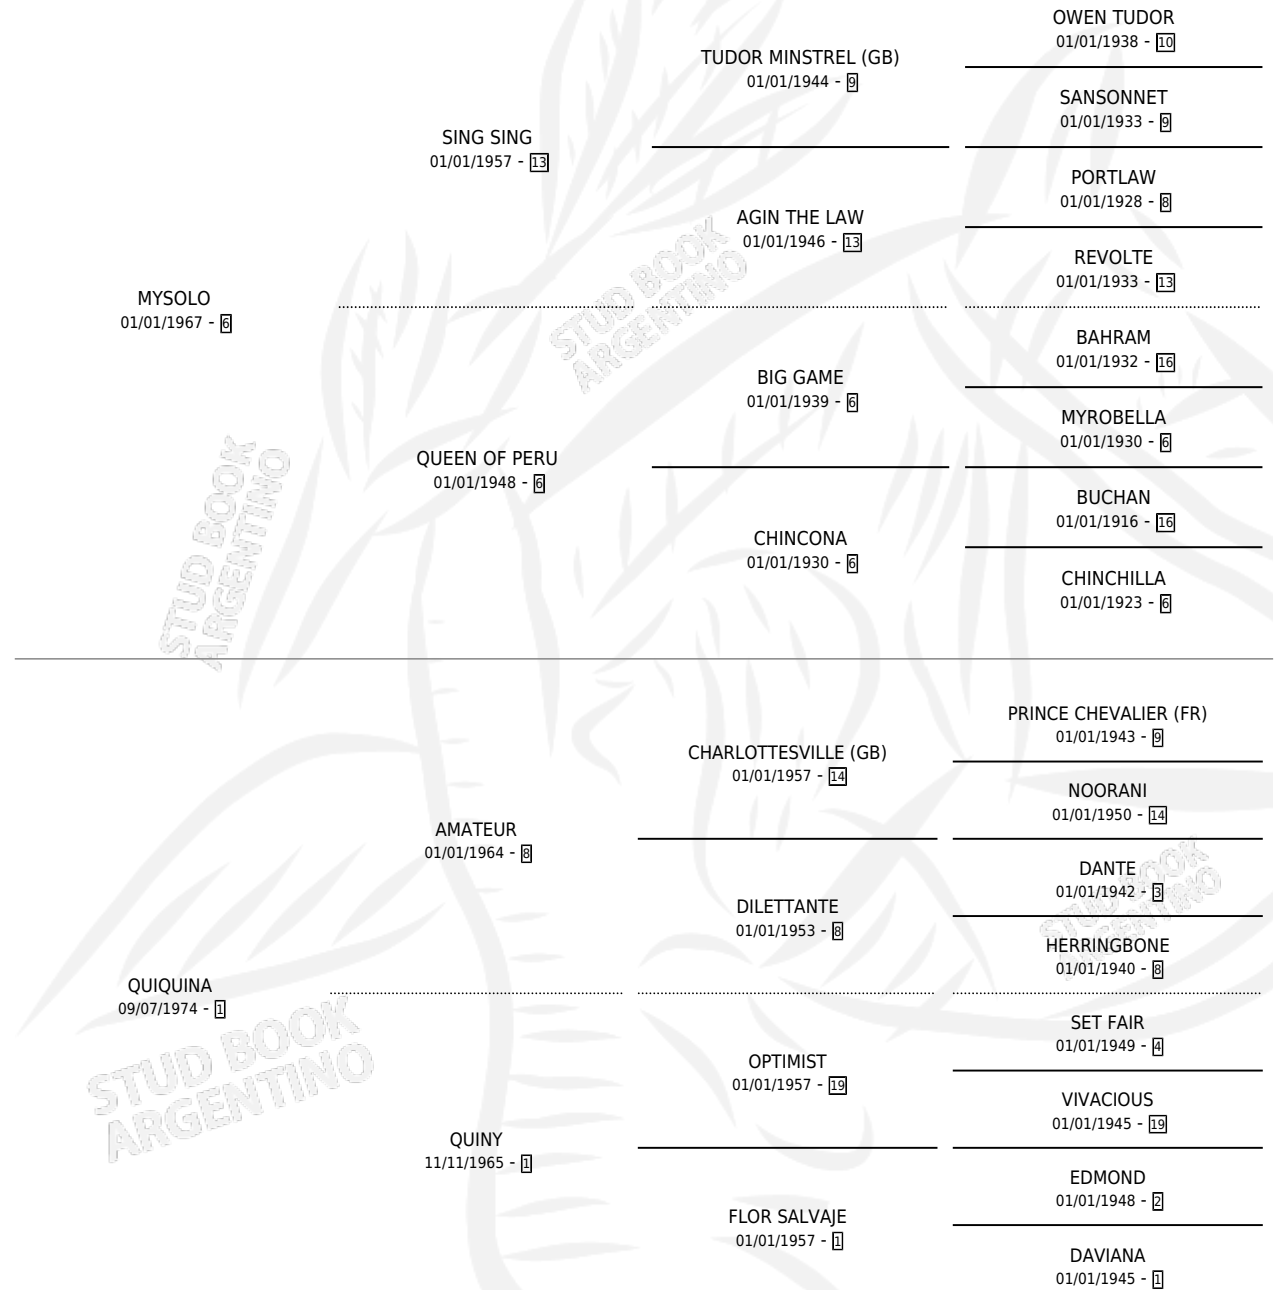 OWEN TUDOR
01/01/1938 - 10
TUDOR MINSTREL (GB)
01/01/1944 - 9
SANSONNET
01/01/1933 - 9
SING SING
01/01/1957 - 13
PORTLAW
01/01/1928 - 8
AGIN THE LAW
01/01/1946 - 13
REVOLTE
01/01/1933 - 13
MYSOLO
01/01/1967 - 6
STUD BOOK
ARGENTINO
BAHRAM
01/01/1932 - 16
BIG GAME
01/01/1939 - 6
MYROBELLA
01/01/1930 - 6
QUEEN OF PERU
01/01/1948 - 6
BUCHAN
01/01/1916 - 16
CHINCONA
01/01/1930 - 6
CHINCHILLA
01/01/1923 - 6
STUD BOOK
ARGENTINO
PRINCE CHEVALIER (FR)
01/01/1943 - 9
CHARLOTTESVILLE (GB)
01/01/1957 - 14
NOORANI
01/01/1950 - 14
AMATEUR
01/01/1964 - 8
DANTE
01/01/1942 - 3
DILETTANTE
01/01/1953 - 8
HERRINGBONE
01/01/1940 - 8
STUD BOOK
ARGENTINO
QUIQUINA
09/07/1974 - 1
SET FAIR
01/01/1949 - 4
OPTIMIST
01/01/1957 - 19
VIVACIOUS
01/01/1945 - 19
STUD BOOK
ARGENTINO
QUINY
11/11/1965 - 1
EDMOND
01/01/1948 - 2
FLOR SALVAJE
01/01/1957 - 1
DAVIANA
01/01/1945 - 1